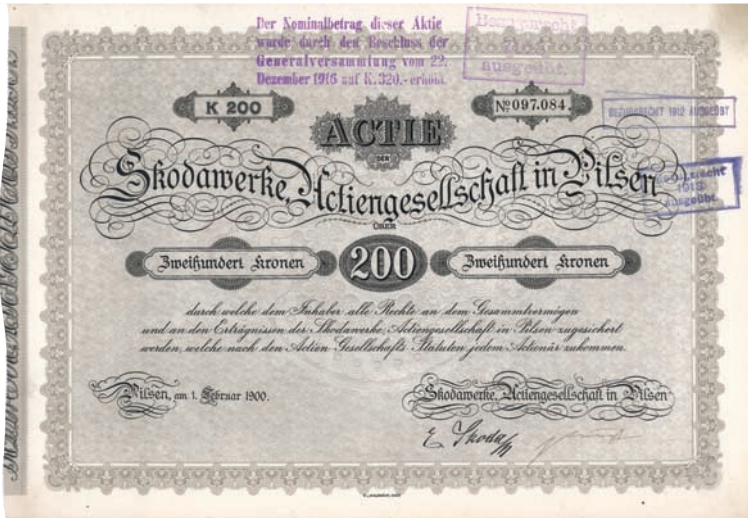 Der Nominalbetrag dieser Aktie
wurde durch den Beschluss der
Generalversammlung vom 22.
Dezember 1916 auf K. 320.- erhöht.
Bezugsrecht
ausgeübt.
K 200
No 097.084.
BEZUGSRECHT 1912 AUSGEÜBT
ACTIE
DER
Skodawerke, Actiengesellschaft in Pilsen
Bezugsrecht
ausgeübt.
ÜBER
Zweihundert Kronen
200
Zweihundert Kronen
durch welche dem Inhaber alle Rechte an dem Gesammtvermögen
und an den Erträgnissen der Skodawerke, Actiengesellschaft in Pilsen zugesichert
werden, welche nach den Actien-Gesellschafts-Statuten jedem Actionär zukommen.
Pilsen, am 1. Februar 1900.
Skodawerke, Actiengesellschaft in Pilsen
E. Skoda